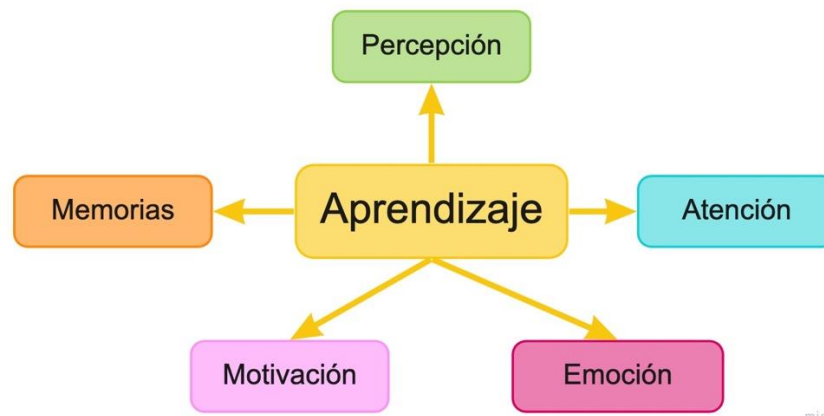 Percepción
Memorias
Aprendizaje
Atención
Motivación
Emoción